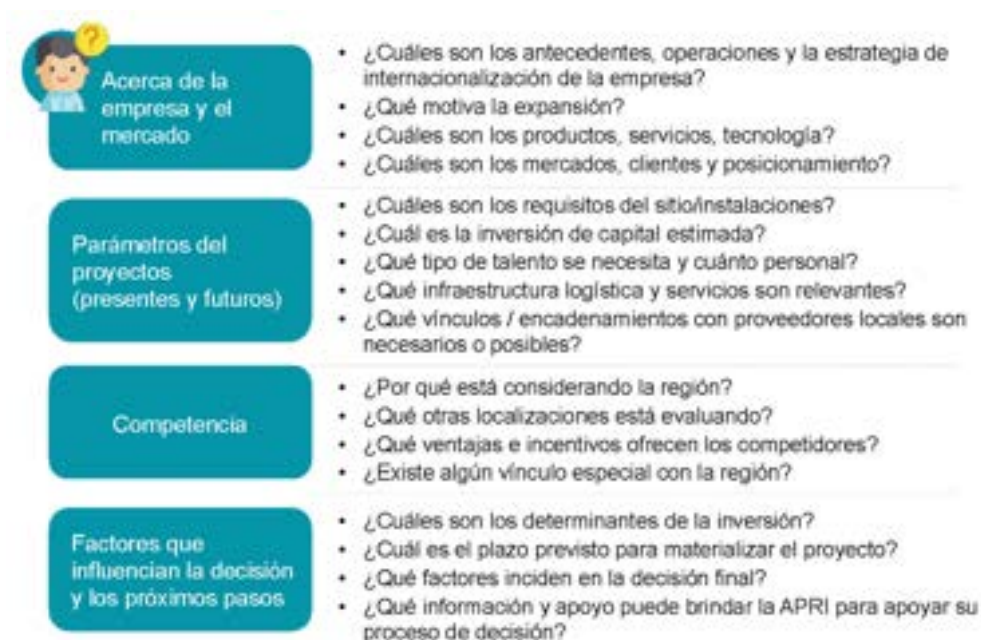 ?
Acerca de la
empresa y el
mercado
• ¿Cuáles son los antecedentes, operaciones y la estrategia de
internacionalización de la empresa?
• ¿Qué motiva la expansión?
• ¿Cuáles son los productos, servicios, tecnología?
• ¿Cuáles son los mercados, clientes y posicionamiento?
Parámetros del
proyectos
(presentes y futuros)
• ¿Cuáles son los requisitos del sitio/instalaciones?
• ¿Cuál es la inversión de capital estimada?
• ¿Qué tipo de talento se necesita y cuánto personal?
• ¿Qué infraestructura logística y servicios son relevantes?
• ¿Qué vínculos / encadenamientos con proveedores locales son
necesarios o posibles?
Competencia
• ¿Por qué está considerando la región?
• ¿Qué otras localizaciones está evaluando?
• ¿Qué ventajas e incentivos ofrecen los competidores?
• ¿Existe algún vínculo especial con la región?
Factores que
influencian la decisión
y los próximos pasos
• ¿Cuáles son los determinantes de la inversión?
• ¿Cuál es el plazo previsto para materializar el proyecto?
• ¿Qué factores inciden en la decisión final?
• ¿Qué información y apoyo puede brindar la APRI para apoyar su
proceso de decisión?